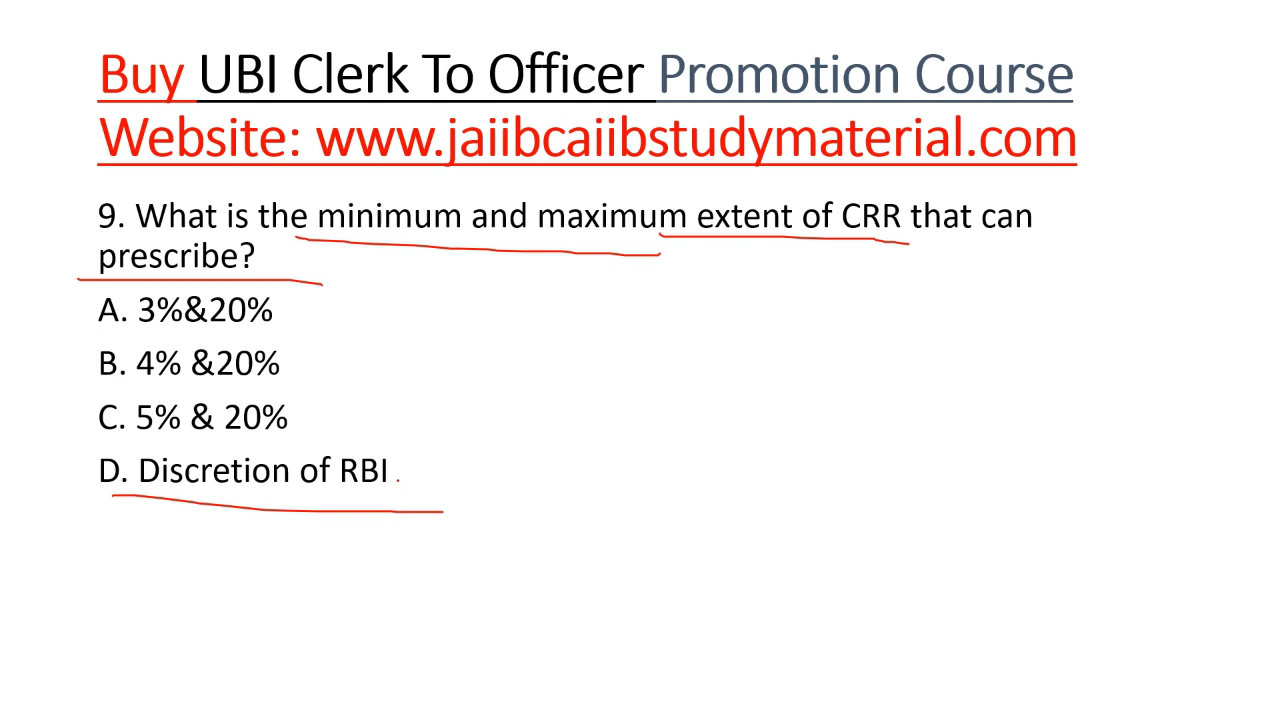 Buy UBI Clerk To Officer Promotion Course
Website: www.jaiibcaiibstudymaterial.com
9. What is the minimum and maximum extent of CRR that can
prescribe?
A. 3%&20%
B. 4% &20%
C. 5% & 20%
D. Discretion of RBI